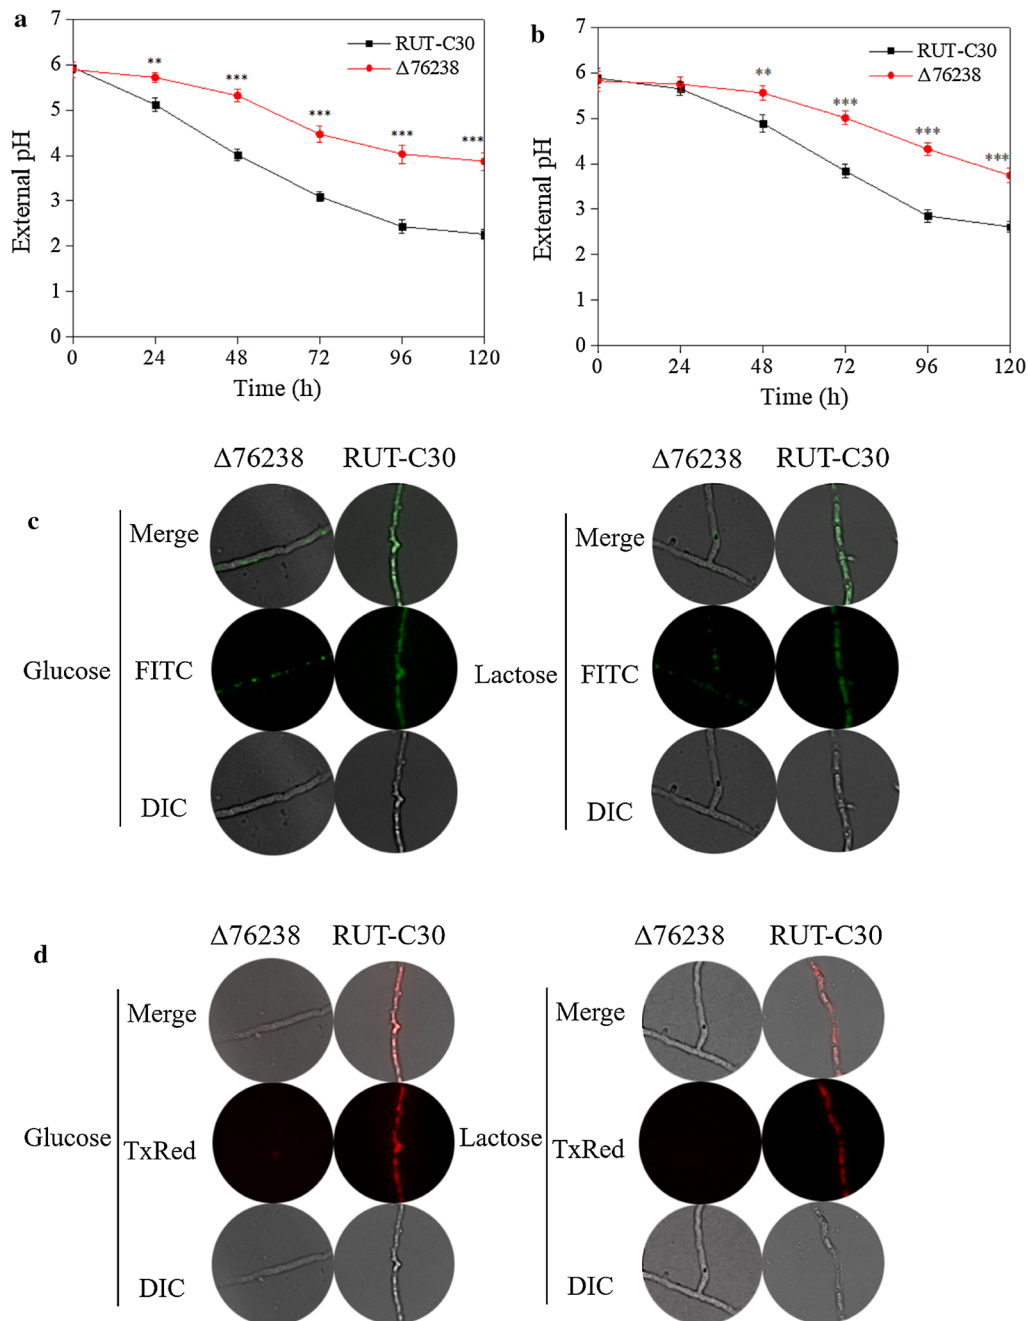 a
7
6
5
4
3
2
1
0
External pH
RUT-C30
Δ76238
**
***
***
***
***
0 24 48 72 96 120
Time (h)
b
7
6
5
4
3
2
1
0
External pH
RUT-C30
Δ76238
**
***
***
***
0 24 48 72 96 120
Time (h)
c
Δ76238 RUT-C30
Glucose
Merge
FITC
DIC
Δ76238 RUT-C30
Lactose
Merge
FITC
DIC
d
Δ76238 RUT-C30
Glucose
Merge
TxRed
DIC
Δ76238 RUT-C30
Lactose
Merge
TxRed
DIC